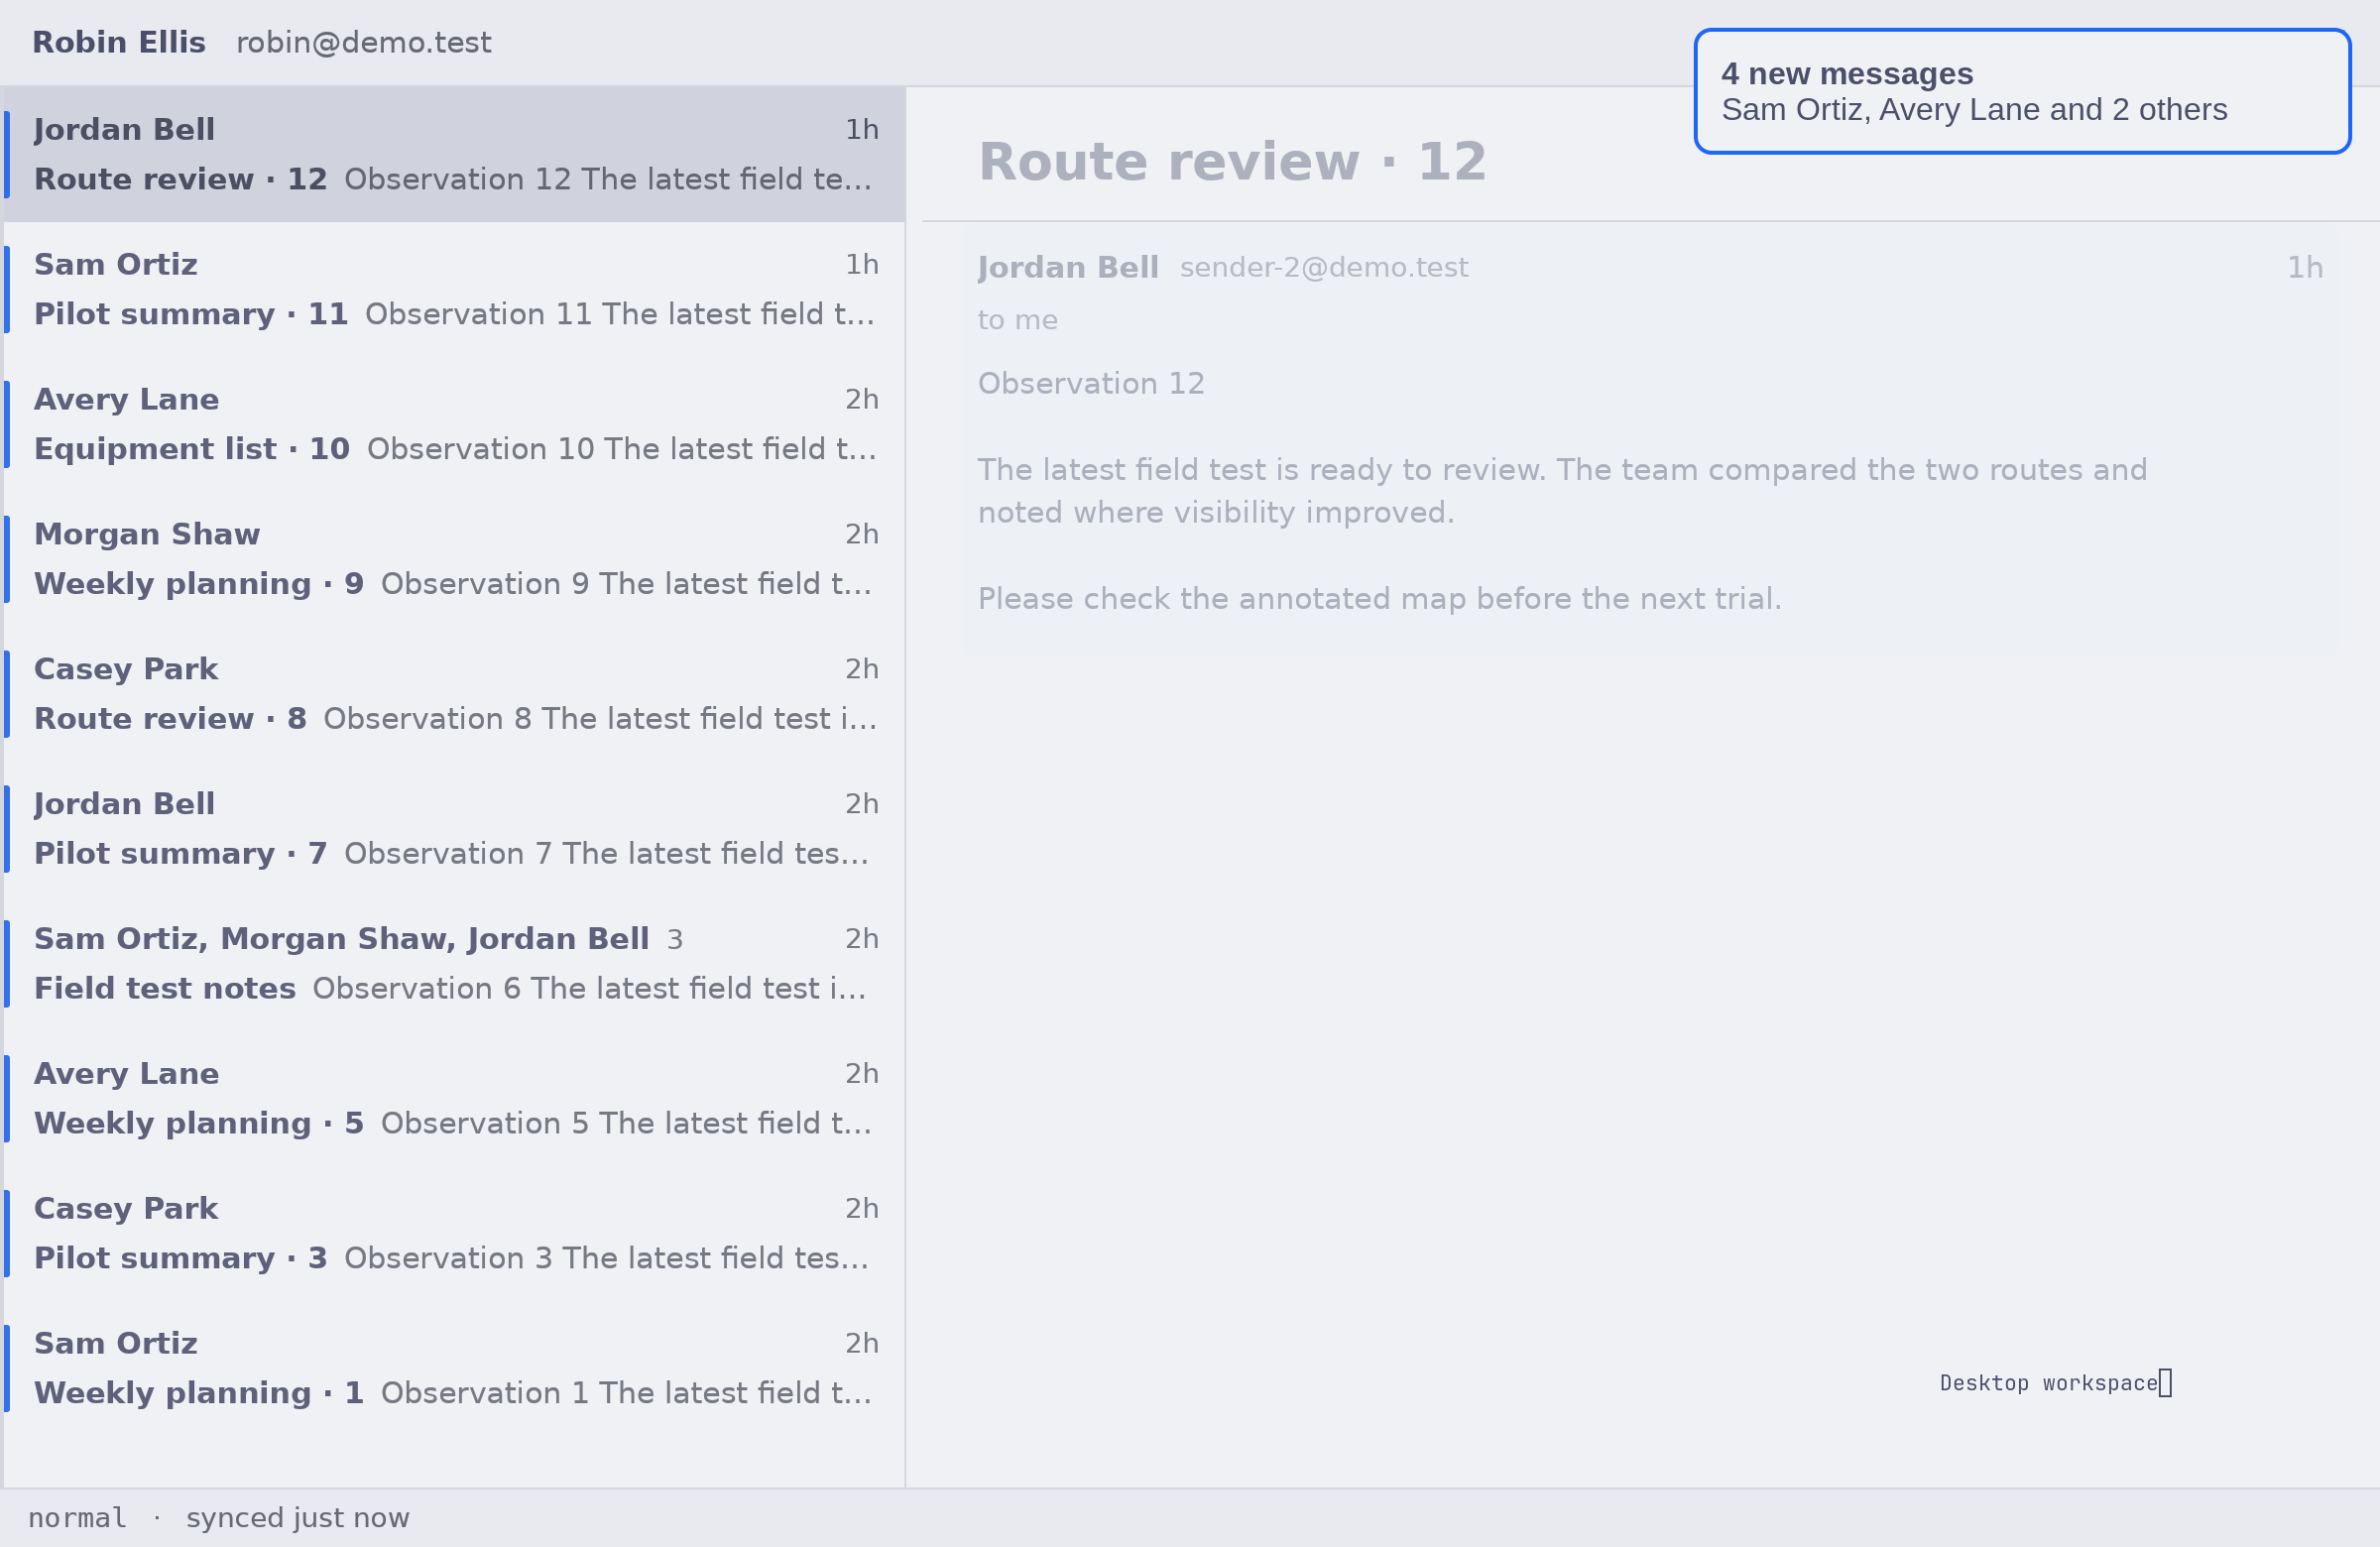 Robin Ellis robin@demo.test
4 new messages
Sam Ortiz, Avery Lane and 2 others
Jordan Bell 1h
Route review · 12 Observation 12 The latest field te…
Sam Ortiz 1h
Pilot summary · 11 Observation 11 The latest field t…
Avery Lane 2h
Equipment list · 10 Observation 10 The latest field t…
Morgan Shaw 2h
Weekly planning · 9 Observation 9 The latest field t…
Casey Park 2h
Route review · 8 Observation 8 The latest field test i…
Jordan Bell 2h
Pilot summary · 7 Observation 7 The latest field tes…
Sam Ortiz, Morgan Shaw, Jordan Bell 3 2h
Field test notes Observation 6 The latest field test i…
Avery Lane 2h
Weekly planning · 5 Observation 5 The latest field t…
Casey Park 2h
Pilot summary · 3 Observation 3 The latest field tes…
Sam Ortiz 2h
Weekly planning · 1 Observation 1 The latest field t…
Route review · 12
Jordan Bell sender-2@demo.test 1h
to me
Observation 12
The latest field test is ready to review. The team compared the two routes and
noted where visibility improved.
Please check the annotated map before the next trial.
Desktop workspace
normal · synced just now